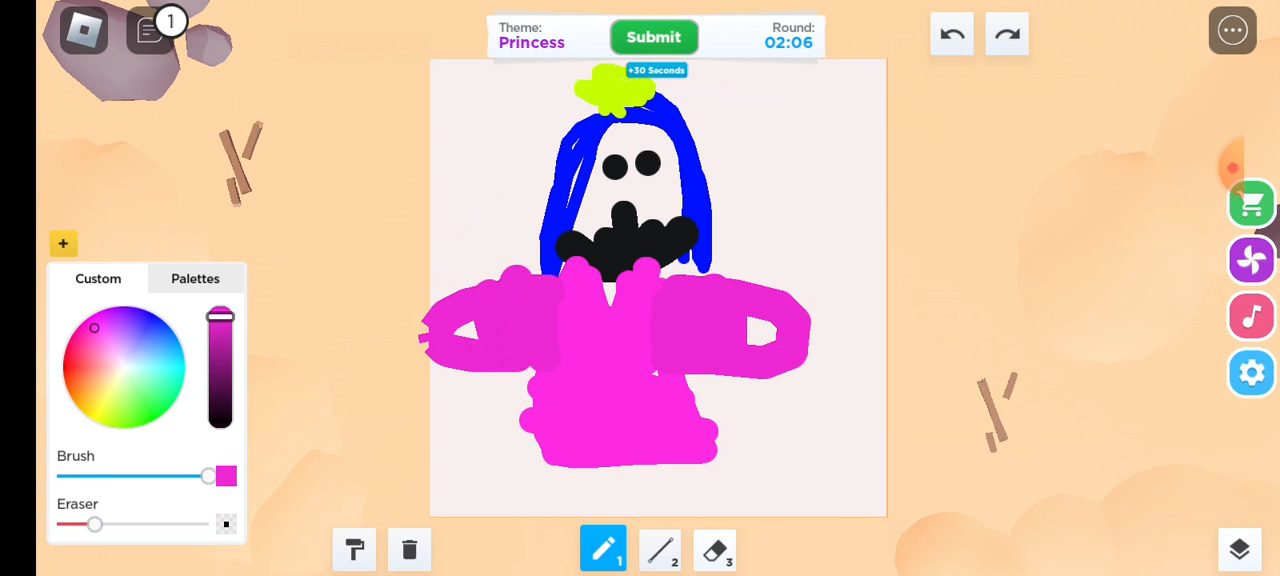 1
Theme:
Princess
Submit
Round:
02:06
+30 Seconds
+
Custom
Palettes
Brush
Eraser
1
2
3